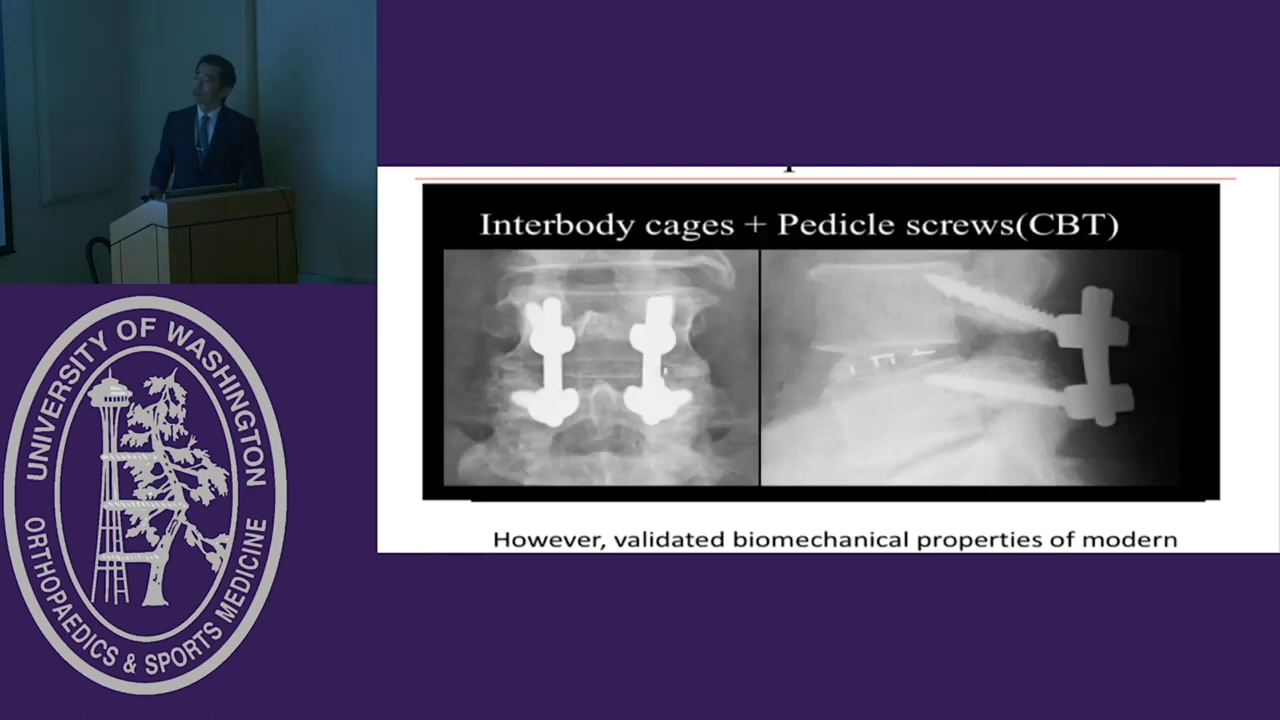 Interbody cages + Pedicle screws(CBT)
However, validated biomechanical properties of modern
UNIVERSITY OF WASHINGTON
ORTHOPAEDICS & SPORTS MEDICINE